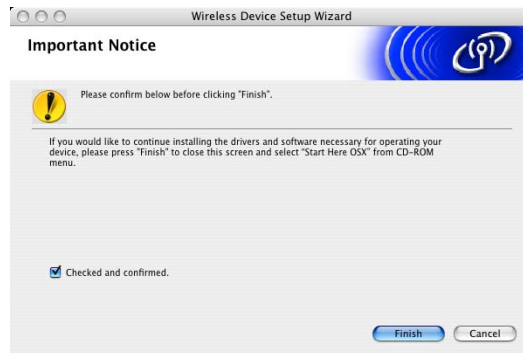 Wireless Device Setup Wizard
Important Notice
Please confirm below before clicking "Finish".
If you would like to continue installing the drivers and software necessary for operating your
device, please press "Finish" to close this screen and select "Start Here OSX" from CD-ROM
menu.
Checked and confirmed.
Finish
Cancel